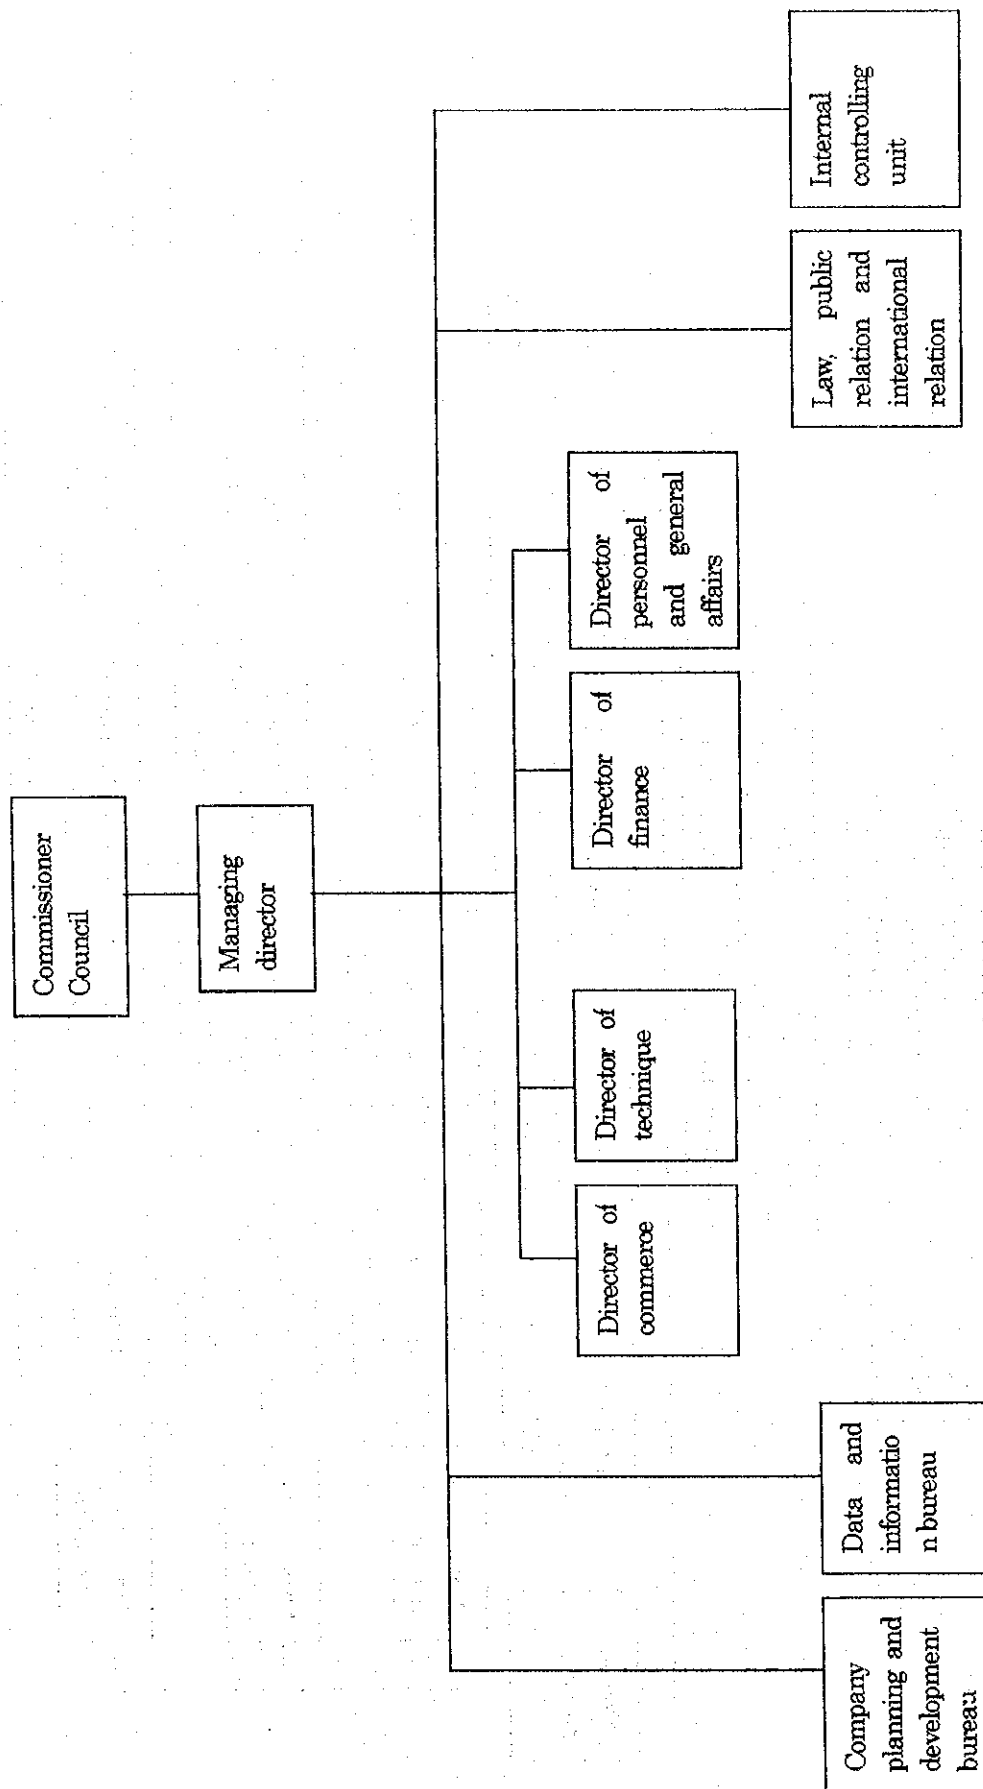 Commissioner
Council
Managing
director
Director of
commerce
Director of
technique
Director of
finance
Director of
personnel
and general
affairs
Company
planning and
development
bureau
Data and
informatio
n bureau
Law, public
relation and
international
relation
Internal
controlling
unit